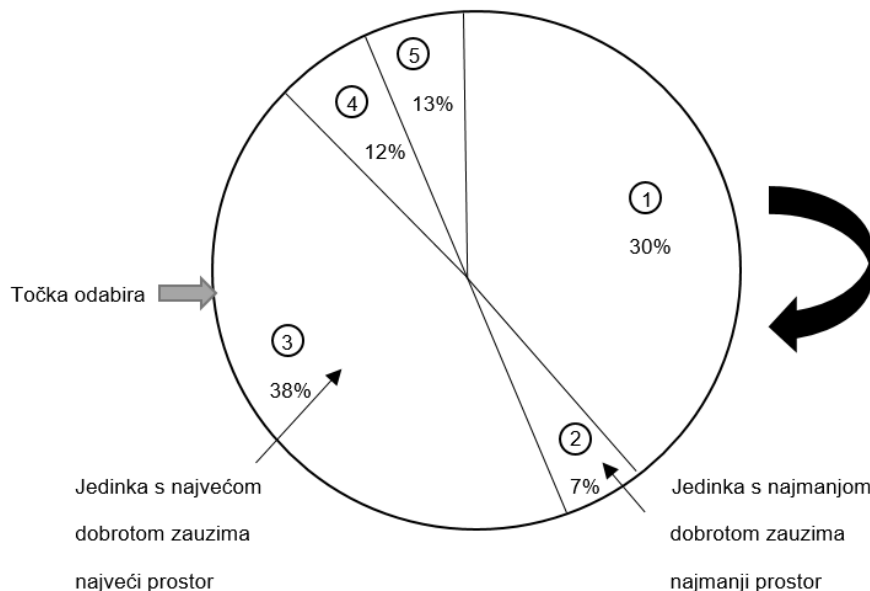 5
13%
4
12%
1
30%
Točka odabira
3
38%
2
7%
Jedinka s najvećom
dobrotom zauzima
najveći prostor
Jedinka s najmanjom
dobrotom zauzima
najmanji prostor